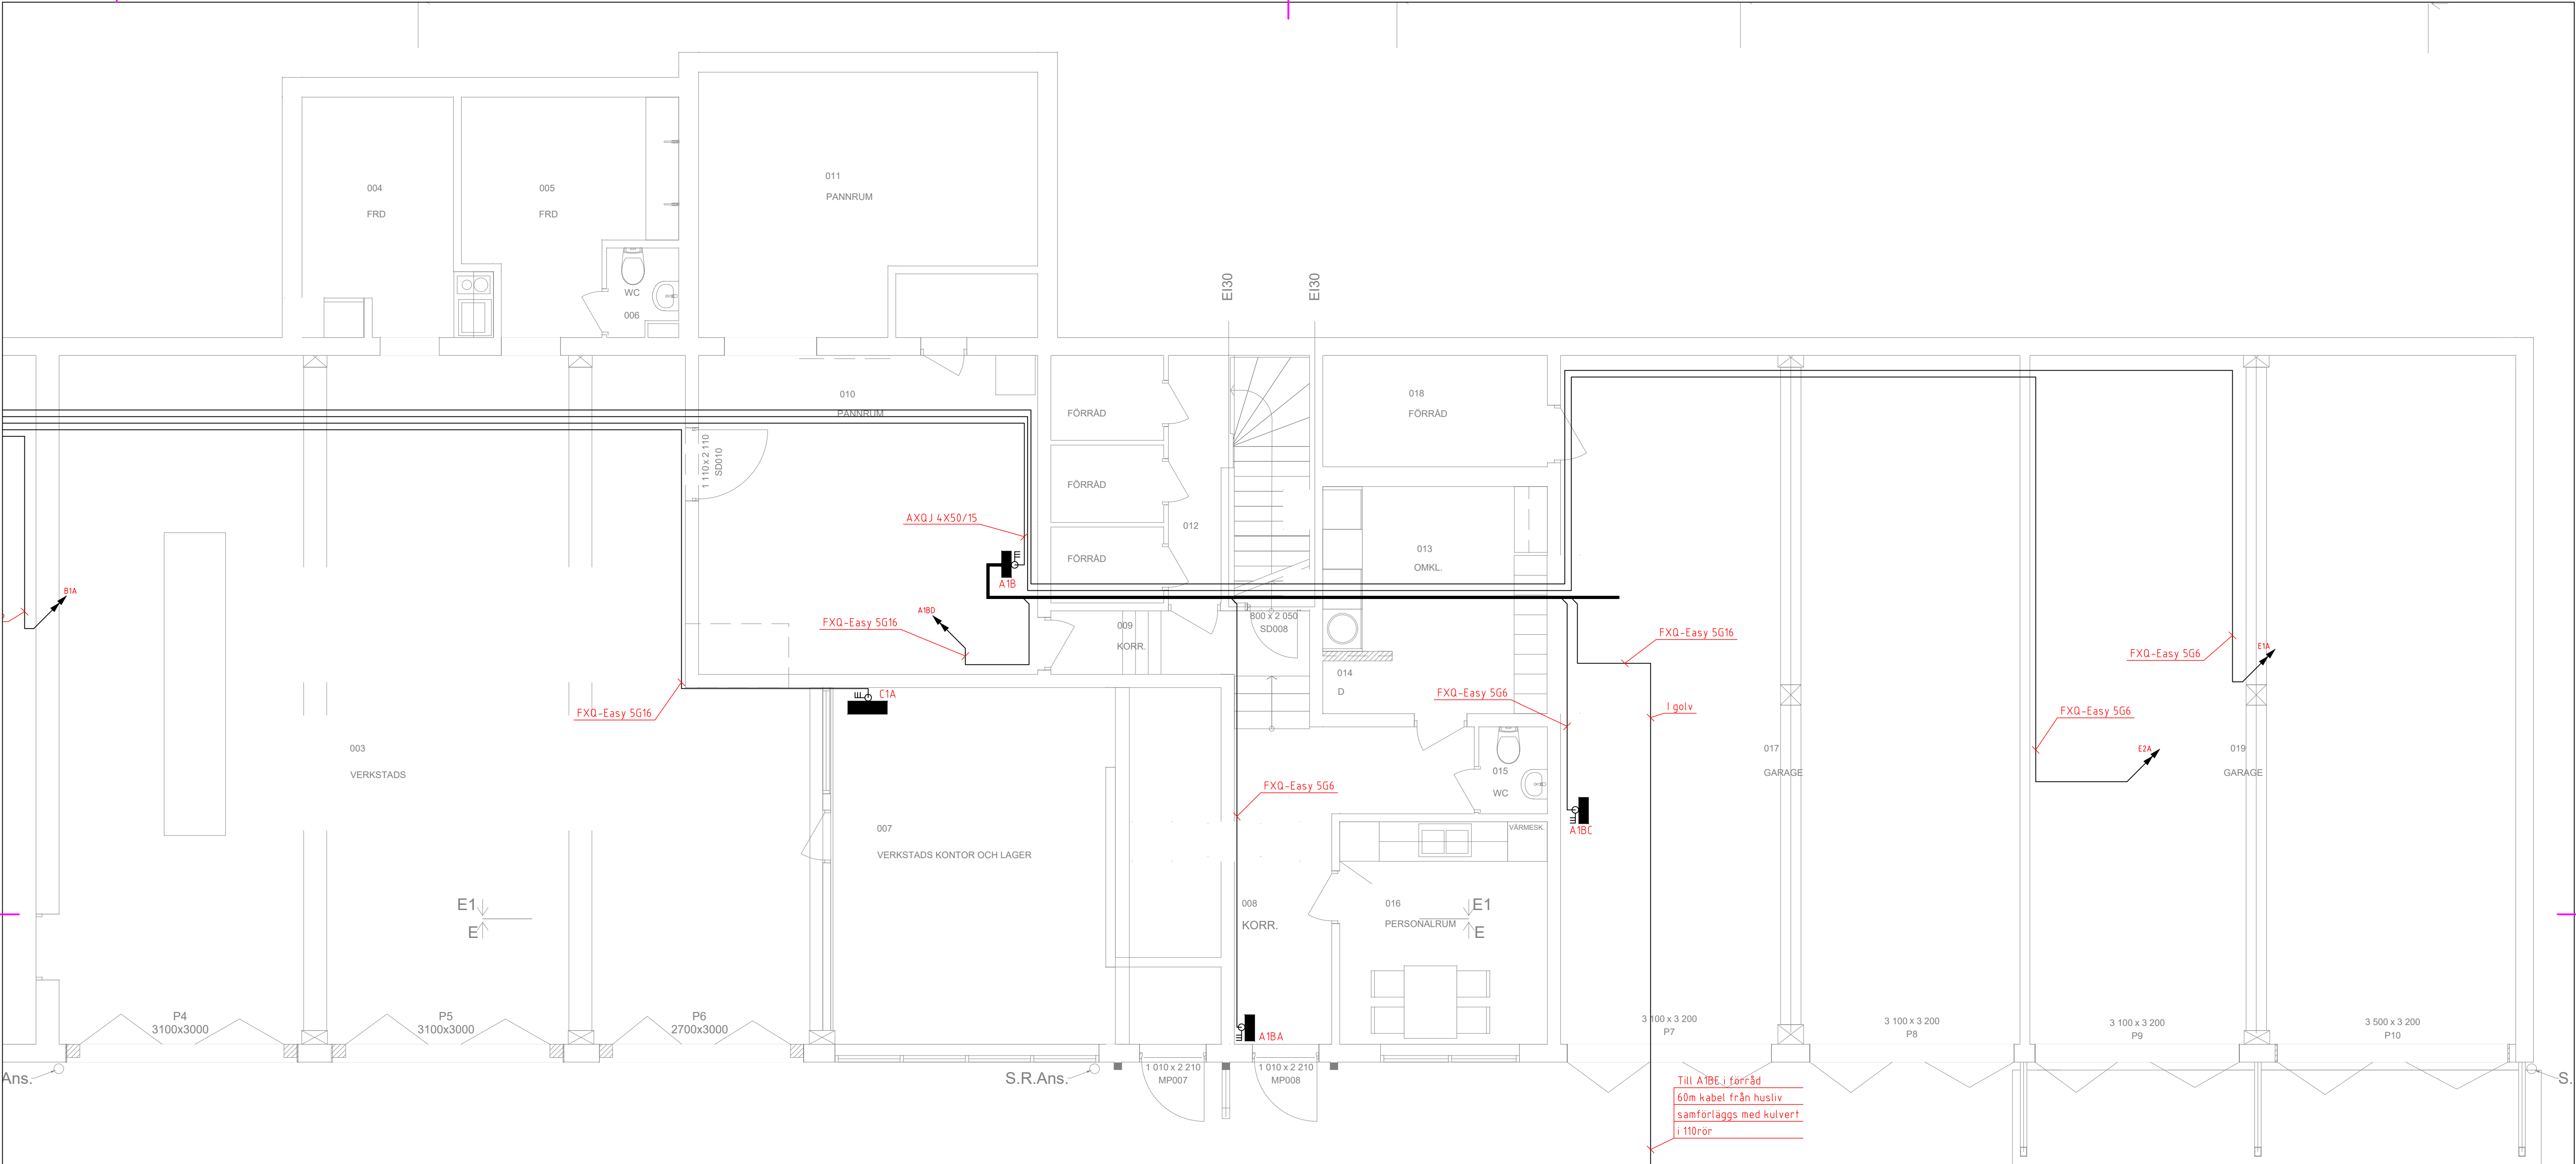 004
FRD
005
FRD
WC
006
011
PANNRUM
EI30
EI30
010
PANNRUM
1 110 x 2 110
SD010
FÖRRÅD
FÖRRÅD
FÖRRÅD
012
018
FÖRRÅD
013
OMKL.
AXQJ 4X50/15
A1B
A1BD
FXQ-Easy 5G16
B1A
009
KORR.
800 x 2 050
SD008
014
D
FXQ-Easy 5G16
FXQ-Easy 5G6
E1A
FXQ-Easy 5G16
C1A
FXQ-Easy 5G6
I golv
FXQ-Easy 5G6
E2A
003
VERKSTADS
017
GARAGE
019
GARAGE
015
WC
FXQ-Easy 5G6
007
VERKSTADS KONTOR OCH LAGER
VÄRMESK.
A1BC
E1
E
008
KORR.
016
PERSONALRUM
E1
E
P4
3100x3000
P5
3100x3000
P6
2700x3000
A1BA
3 100 x 3 200
P7
3 100 x 3 200
P8
3 100 x 3 200
P9
3 500 x 3 200
P10
Ans.
S.R.Ans.
1 010 x 2 210
MP007
1 010 x 2 210
MP008
S.
Till A1BE i förråd
60m kabel från husliv
samförläggs med kulvert
i 110rör